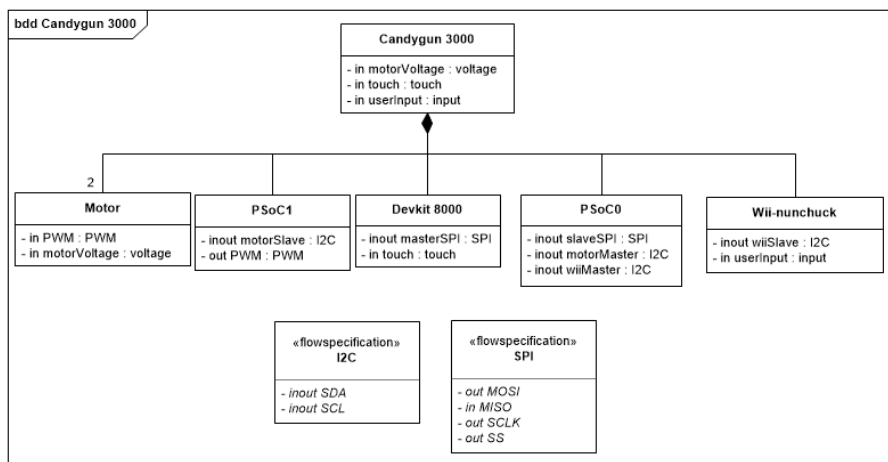 bdd Candygun 3000
Candygun 3000
- in motorVoltage : voltage
- in touch : touch
- in userInput : input
2
Motor
- in PWM : PWM
- in motorVoltage : voltage
PSoC1
- inout motorSlave : I2C
- out PWM : PWM
Devkit 8000
- inout masterSPI : SPI
- in touch : touch
PSoC0
- inout slaveSPI : SPI
- inout motorMaster : I2C
- inout wiiMaster : I2C
Wii-nunchuck
- inout wiiSlave : I2C
- in userInput : input
«flowspecification»
I2C
- inout SDA
- inout SCL
«flowspecification»
SPI
- out MOSI
- in MISO
- out SCLK
- out SS